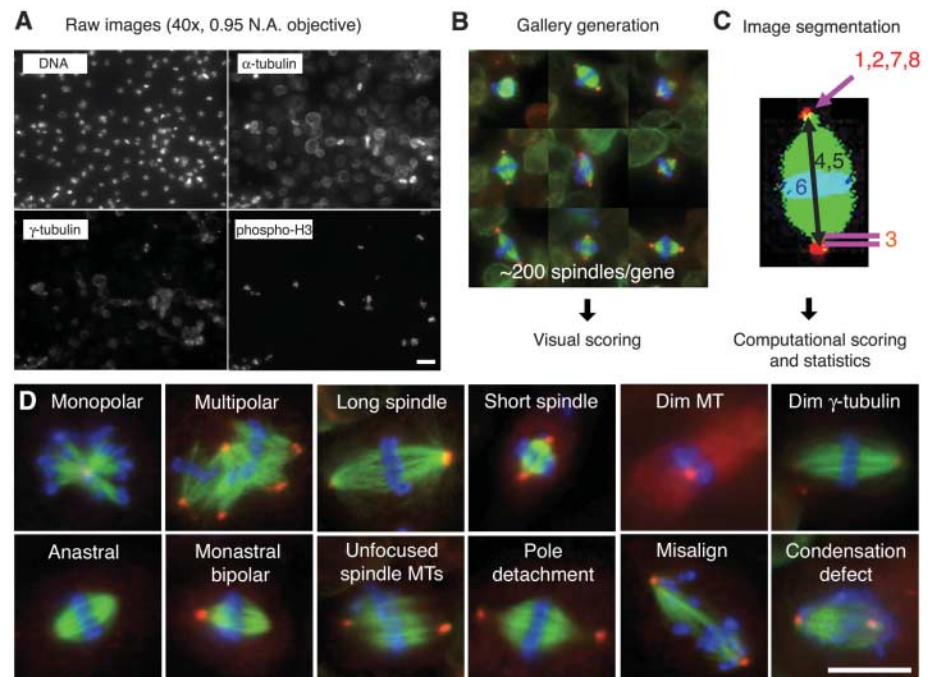 A
Raw images (40x, 0.95 N.A. objective)
DNA
α-tubulin
γ-tubulin
phospho-H3
B
Gallery generation
~200 spindles/gene
Visual scoring
C
Image segmentation
1,2,7,8
4,5
6
3
Computational scoring
and statistics
D
Monopolar
Multipolar
Long spindle
Short spindle
Dim MT
Dim γ-tubulin
Anastral
Monastral
bipolar
Unfocused
spindle MTs
Pole
detachment
Misalign
Condensation
defect